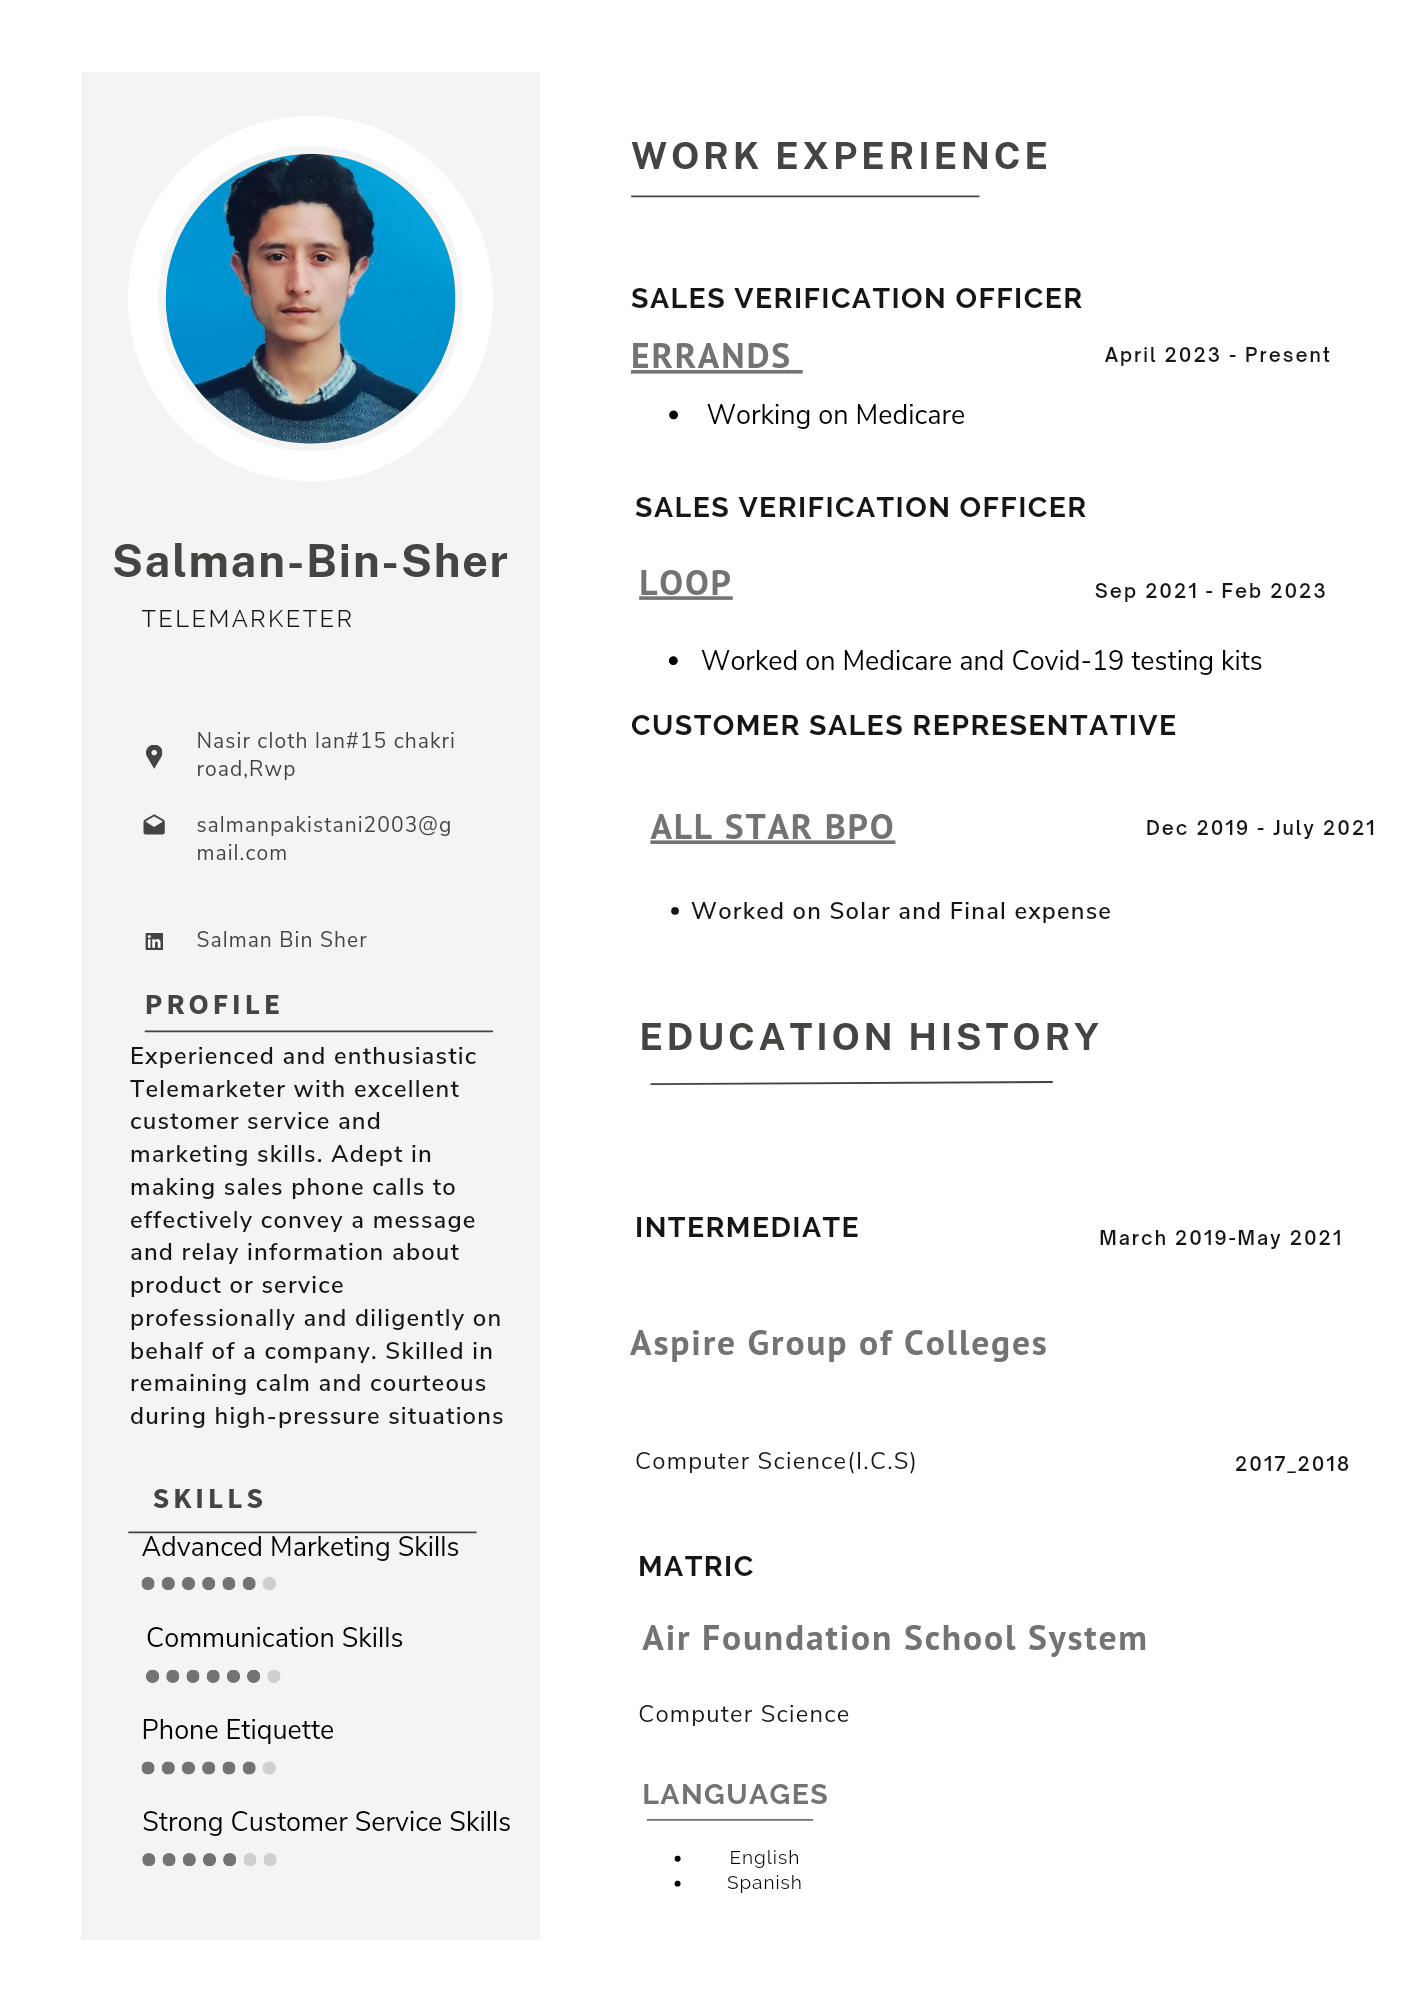 Salman-Bin-Sher
TELEMARKETER
Nasir cloth lan#15 chakri
road,Rwp
salmanpakistani2003@g
mail.com
Salman Bin Sher
PROFILE
Experienced and enthusiastic
Telemarketer with excellent
customer service and
marketing skills. Adept in
making sales phone calls to
effectively convey a message
and relay information about
product or service
professionally and diligently on
behalf of a company. Skilled in
remaining calm and courteous
during high-pressure situations
SKILLS
Advanced Marketing Skills
Communication Skills
Phone Etiquette
Strong Customer Service Skills
WORK EXPERIENCE
SALES VERIFICATION OFFICER
ERRANDS April 2023 - Present
• Working on Medicare
SALES VERIFICATION OFFICER
LOOP Sep 2021 - Feb 2023
• Worked on Medicare and Covid-19 testing kits
CUSTOMER SALES REPRESENTATIVE
ALL STAR BPO Dec 2019 - July 2021
• Worked on Solar and Final expense
EDUCATION HISTORY
INTERMEDIATE March 2019-May 2021
Aspire Group of Colleges
Computer Science(I.C.S) 2017_2018
MATRIC
Air Foundation School System
Computer Science
LANGUAGES
• English
• Spanish